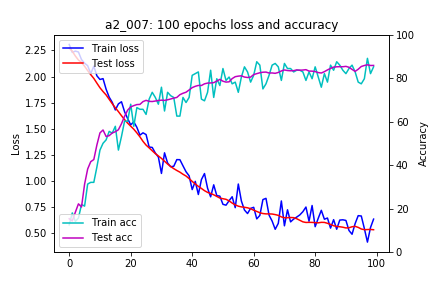 a2_007: 100 epochs loss and accuracy
Train loss
Test loss
Train acc
Test acc
Loss
2.25
2.00
1.75
1.50
1.25
1.00
0.75
0.50
Accuracy
100
80
60
40
20
0
0
20
40
60
80
100